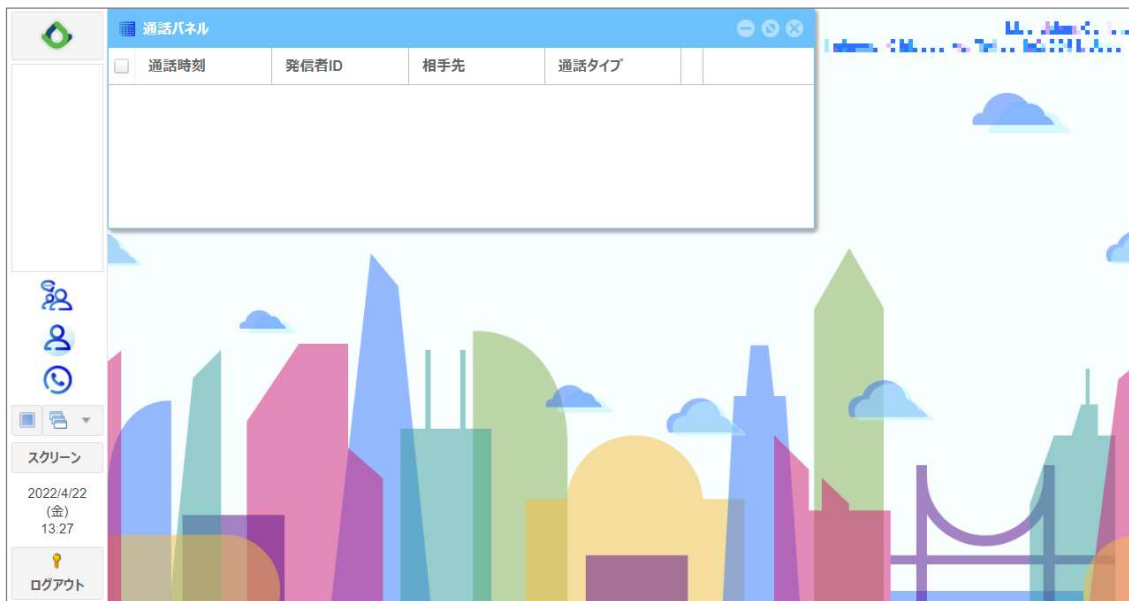 通話パネル
通話時刻 発信者ID 相手先 通話タイプ
スクリーン
2022/4/22
(金)
13:27
ログアウト